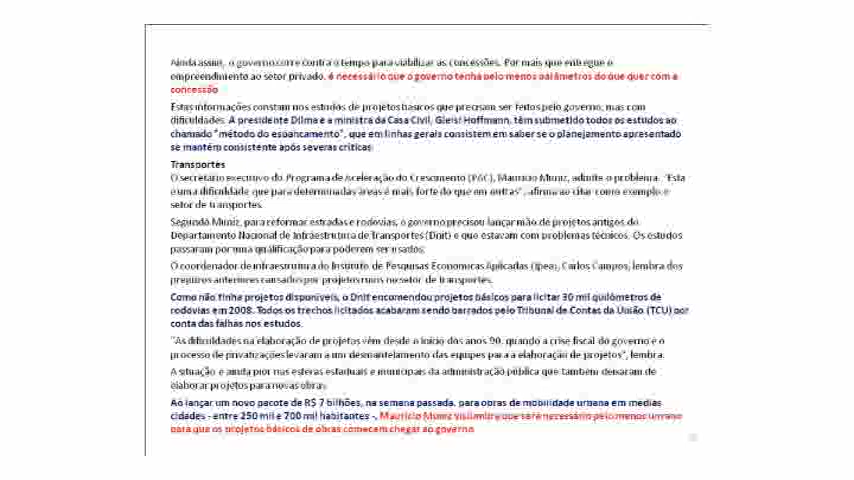 Ainda assim, o governo corre contra o tempo para viabilizar as concessões. Por mais que entregue o
empreendimento ao setor privado, é necessário que o governo tenha pelo menos parâmetros do que quer com a
concessão.
Estas informações constam nos estudos de projetos básicos que precisam ser feitos pelo governo, mas com
dificuldades. A presidente Dilma e a ministra da Casa Civil, Gleisi Hoffmann, têm submetido todos os estudos ao
chamado "método do espancamento", que em linhas gerais consistem em saber se o planejamento apresentado
se mantém consistente após severas críticas.
Transportes
O secretário executivo do Programa de Aceleração do Crescimento (PAC), Maurício Muniz, admite o problema. "Esta
é uma dificuldade que para determinadas áreas é mais forte do que em outras", afirma ao citar como exemplo o
setor de transportes.
Segundo Muniz, para reformar estradas e rodovias, o governo precisou lançar mão de projetos antigos do
Departamento Nacional de Infraestrutura de Transportes (Dnit) e que estavam com problemas técnicos. Os estudos
passaram por uma qualificação para poderem ser usados.
O coordenador de infraestrutura do Instituto de Pesquisas Econômicas Aplicadas (Ipea), Carlos Campos, lembra dos
prejuízos anteriores causados por projetos ruins no setor de transportes.
Como não tinha projetos disponíveis, o Dnit encomendou projetos básicos para licitar 30 mil quilômetros de
rodovias em 2008. Todos os trechos licitados acabaram sendo barrados pelo Tribunal de Contas da União (TCU) por
conta das falhas nos estudos.
"As dificuldades na elaboração de projetos vêm desde o início dos anos 90, quando a crise fiscal do governo e o
processo de privatizações levaram a um desmantelamento das equipes para a elaboração de projetos", lembra.
A situação é ainda pior nas esferas estaduais e municipais da administração pública que também deixaram de
elaborar projetos para novas obras.
Ao lançar um novo pacote de R$ 7 bilhões, na semana passada, para obras de mobilidade urbana em médias
cidades - entre 250 mil e 700 mil habitantes -, Maurício Muniz vislumbra que será necessário pelo menos um ano
para que os projetos básicos de obras comecem chegar ao governo.